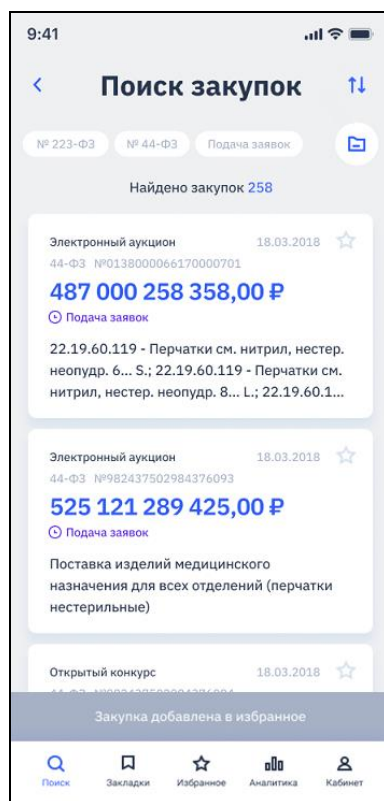 9:41
Поиск закупок
№ 223-ФЗ № 44-ФЗ Подача заявок
Найдено закупок 258
Электронный аукцион 18.03.2018
44-ФЗ №0138000066170000701
487 000 258 358,00 ₽
Подача заявок
22.19.60.119 - Перчатки см. нитрил, нестер.
неопудр. 6... S.; 22.19.60.119 - Перчатки см.
нитрил, нестер. неопудр. 8... L.; 22.19.60.1...
Электронный аукцион 18.03.2018
44-ФЗ №982437502984376093
525 121 289 425,00 ₽
Подача заявок
Поставка изделий медицинского
назначения для всех отделений (перчатки
нестерильные)
Открытый конкурс 18.03.2018
Закупка добавлена в избранное
Поиск Закладки Избранное Аналитика Кабинет